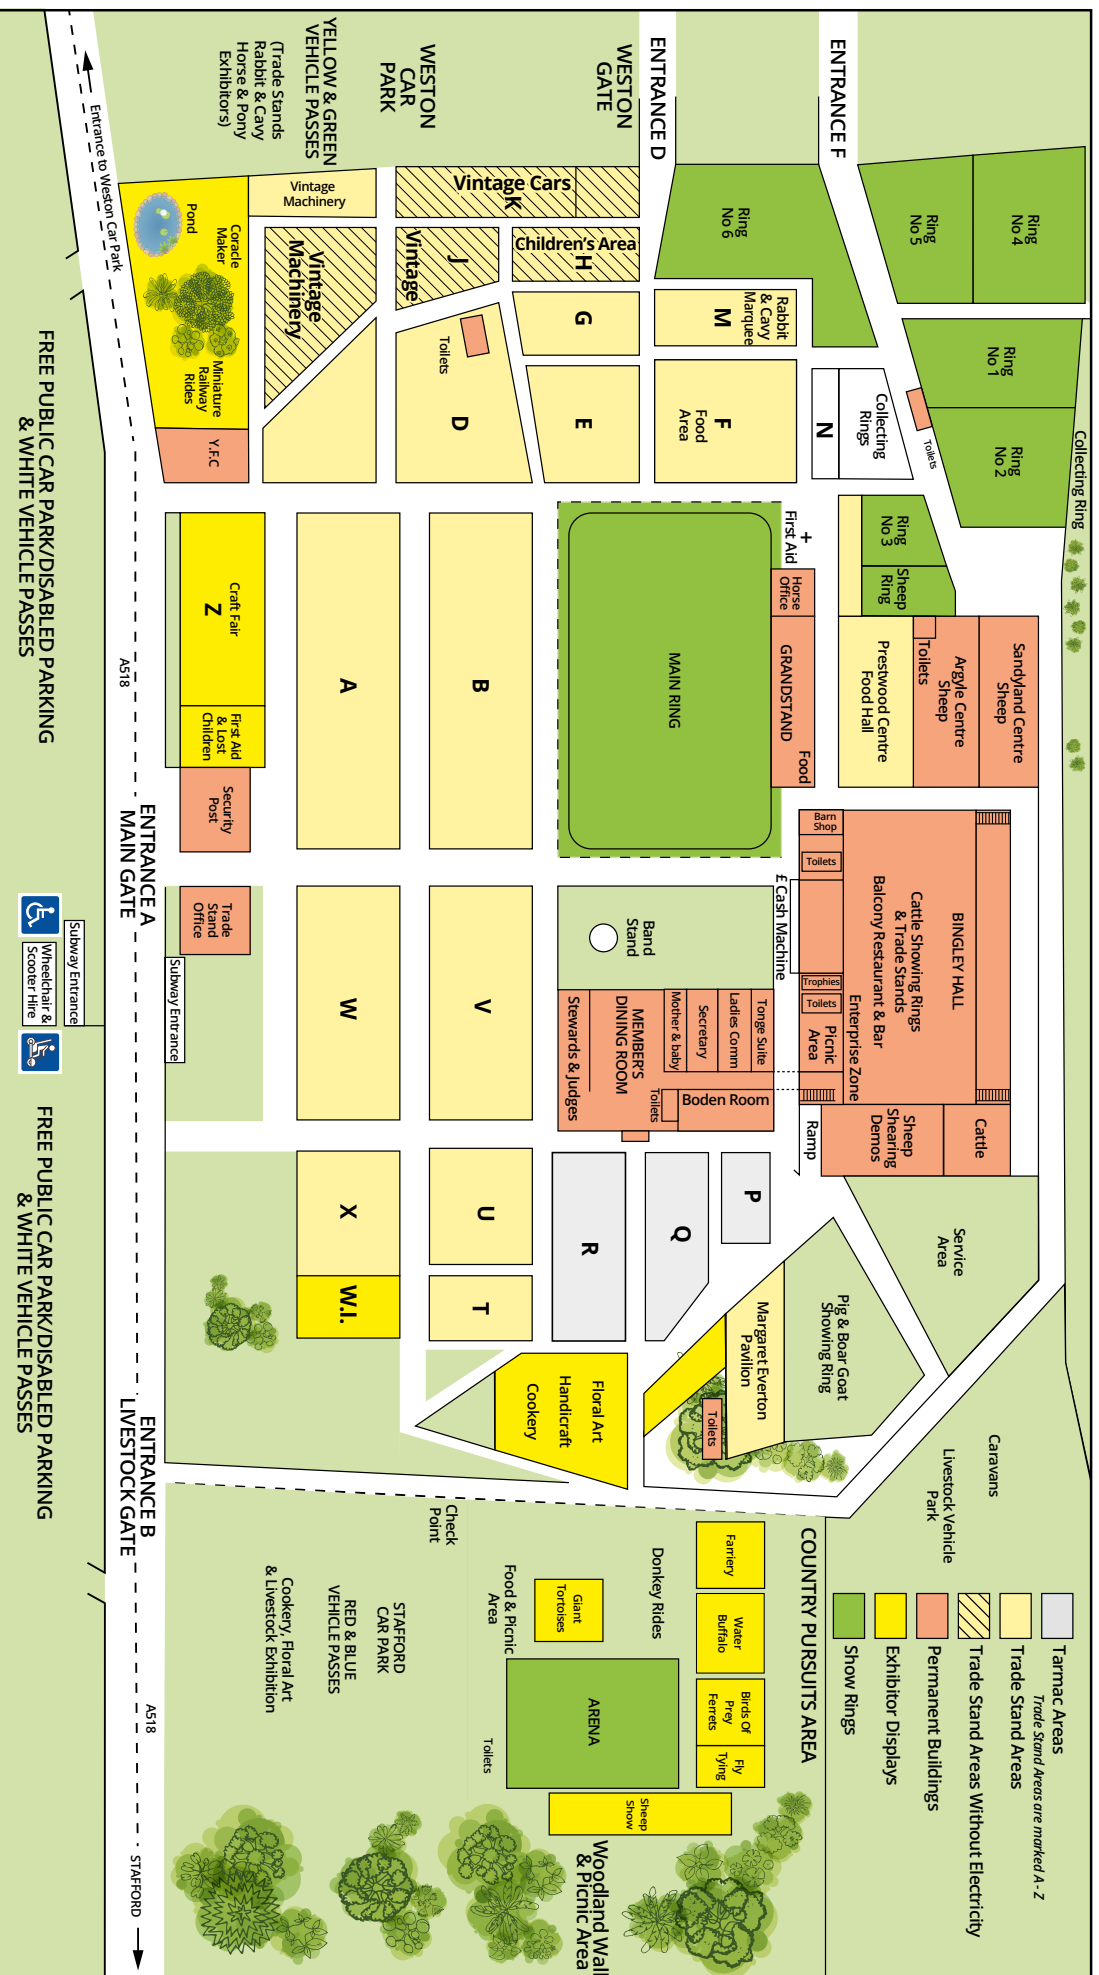 YELLOW & GREEN
VEHICLE PASSES
(Trade Stands
Rabbit & Cavy
Horse & Pony
Exhibitors)
WESTON
CAR
PARK
WESTON
GATE
ENTRANCE D
ENTRANCE F
Entrance to Weston Car Park
Pond
Coracle
Maker
Miniature
Railway
Rides
Y.F.C
Vintage
Machinery
Vintage
Machinery
Vintage Cars
K
J
Vintage
Children's Area
H
G
D
Toilets
E
Ring
No 6
Rabbit
& Cavy
Marquee
M
F
Food
Area
N
Collecting
Rings
Ring
No 5
Ring
No 4
Ring
No 1
Ring
No 2
Toilets
Collecting Ring
Ring
No 3
Sheep
Ring
Sandyland Centre
Sheep
Argyle Centre
Sheep
Toilets
Prestwood Centre
Food Hall
+
First Aid
Horse
Office
GRANDSTAND
Food
MAIN RING
B
A
Craft Fair
Z
First Aid
& Lost
Children
Security
Post
Trade
Stand
Office
Subway Entrance
A518
ENTRANCE A
MAIN GATE
FREE PUBLIC CAR PARK/DISABLED PARKING
& WHITE VEHICLE PASSES
Subway Entrance
Wheelchair &
Scooter Hire
FREE PUBLIC CAR PARK/DISABLED PARKING
& WHITE VEHICLE PASSES
Barn
Shop
Toilets
£ Cash Machine
BINGLEY HALL
Cattle Showing Rings
& Trade Stands
Balcony Restaurant & Bar
Enterprise Zone
Trophies
Toilets
Picnic
Area
Ramp
Sheep
Shearing
Demos
Cattle
Band
Stand
Tonge Suite
Ladies Comm
Secretary
Mother & baby
MEMBER'S
DINING ROOM
Stewards & Judges
Toilets
Boden Room
W
V
X
W.I.
U
T
R
Q
P
Service
Area
Pig & Boar Goat
Showing Ring
Margaret Everton
Pavilion
Toilets
Floral Art
Handicraft
Cookery
Caravans
Livestock Vehicle
Park
ENTRANCE B
LIVESTOCK GATE
Check
Point
COUNTRY PURSUITS AREA
Farriery
Water
Buffalo
Birds Of
Prey
Ferrets
Fly
Tying
Donkey Rides
Giant
Tortoises
Food & Picnic
Area
ARENA
Toilets
Sheep
Show
Woodland Wall
& Picnic Area
STAFFORD
CAR PARK
RED & BLUE
VEHICLE PASSES
Cookery, Floral Art
& Livestock Exhibition
A518
STAFFORD
Tarmac Areas
Trade Stand Areas are marked A - Z
Trade Stand Areas
Trade Stand Areas Without Electricity
Permanent Buildings
Exhibitor Displays
Show Rings